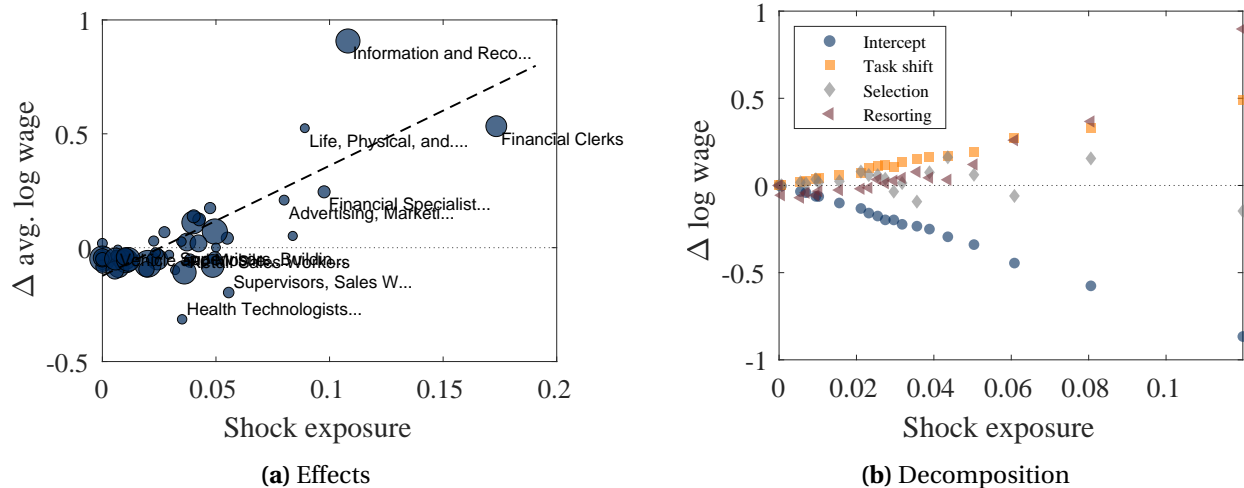 1
0.5
0
-0.5
Δ avg. log wage
Information and Reco...
Life, Physical, and....
Financial Clerks
Financial Specialist...
Advertising, Marketi...
Retail Sales Workers
Supervisors, Sales W...
Health Technologists...
0
0.05
0.1
0.15
0.2
Shock exposure
(a) Effects
1
0.5
0
-0.5
-1
Δ log wage
Intercept
Task shift
Selection
Resorting
0
0.02
0.04
0.06
0.08
0.1
Shock exposure
(b) Decomposition